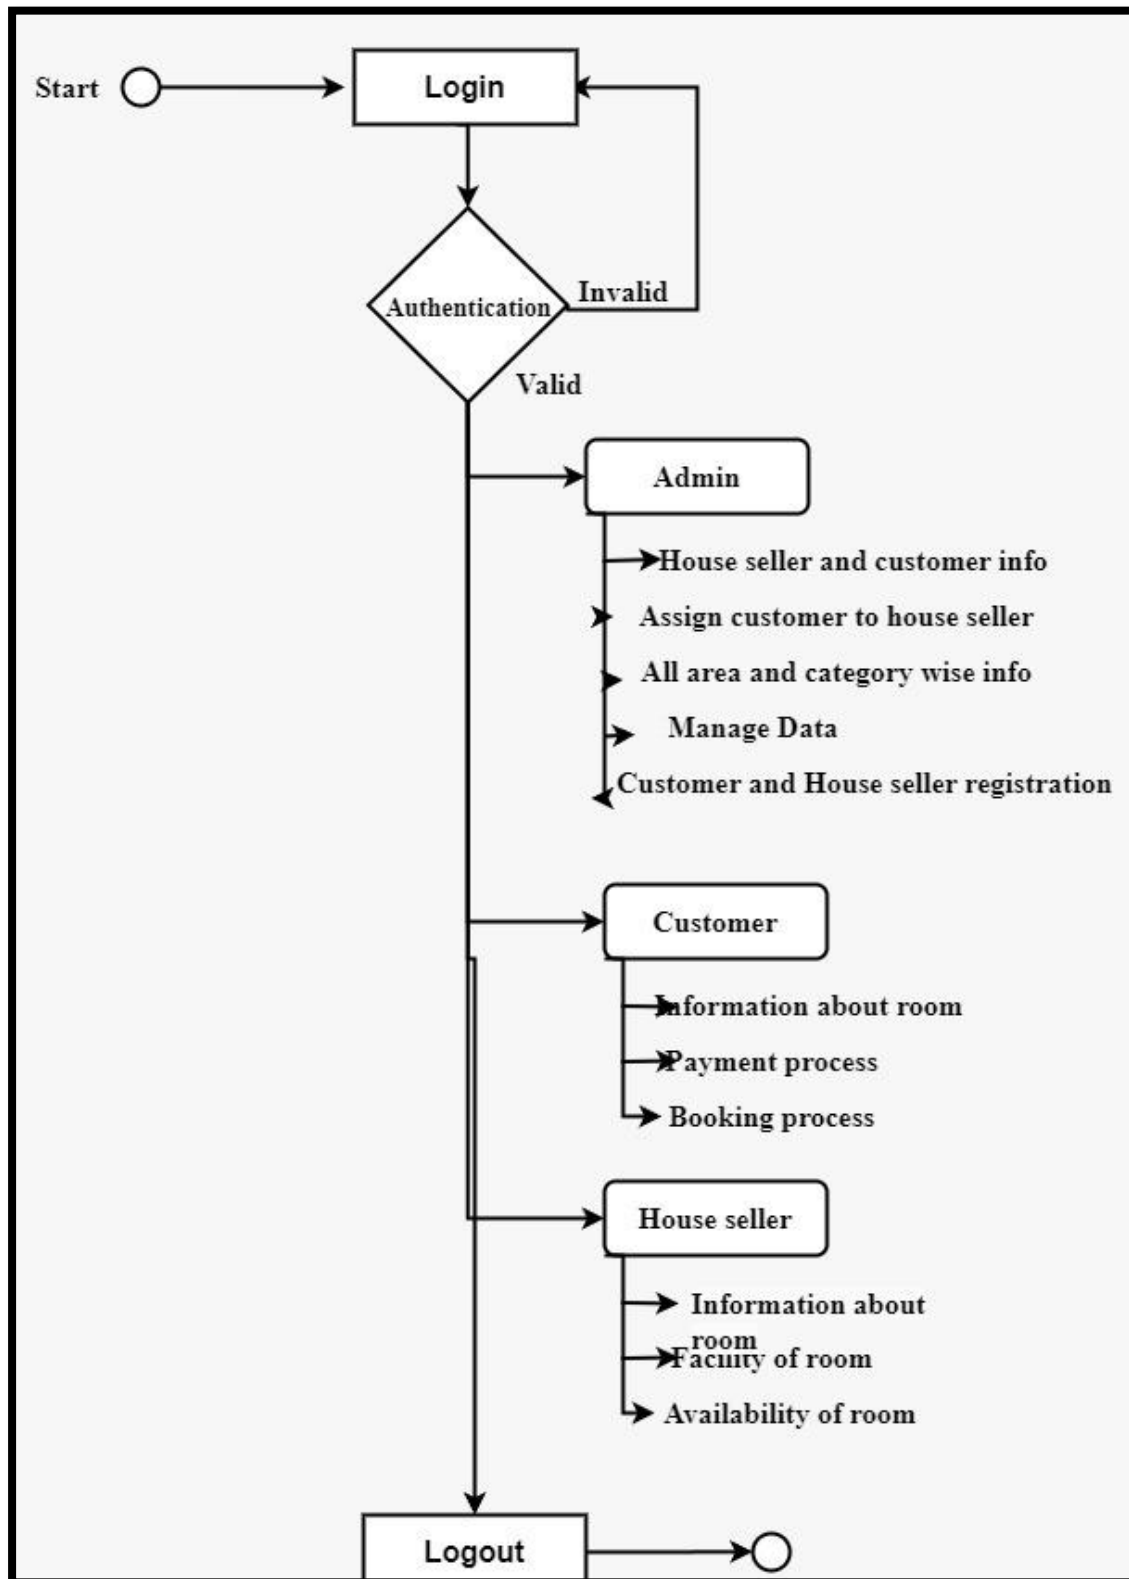 Start
Login
Authentication
Invalid
Valid
Admin
House seller and customer info
Assign customer to house seller
All area and category wise info
Manage Data
Customer and House seller registration
Customer
Information about room
Payment process
Booking process
House seller
Information about
room
of room
Availability of room
Logout